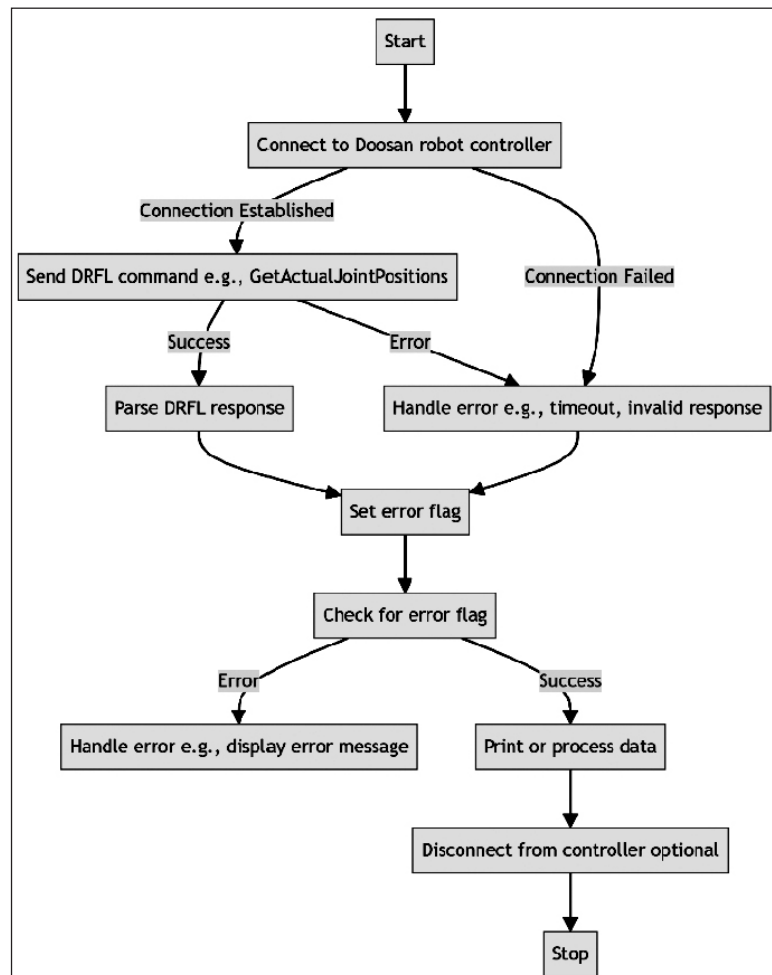 Start
Connect to Doosan robot controller
Connection Established
Send DRFL command e.g., GetActualJointPositions
Connection Failed
Success
Error
Parse DRFL response
Handle error e.g., timeout, invalid response
Set error flag
Check for error flag
Error
Success
Handle error e.g., display error message
Print or process data
Disconnect from controller optional
Stop